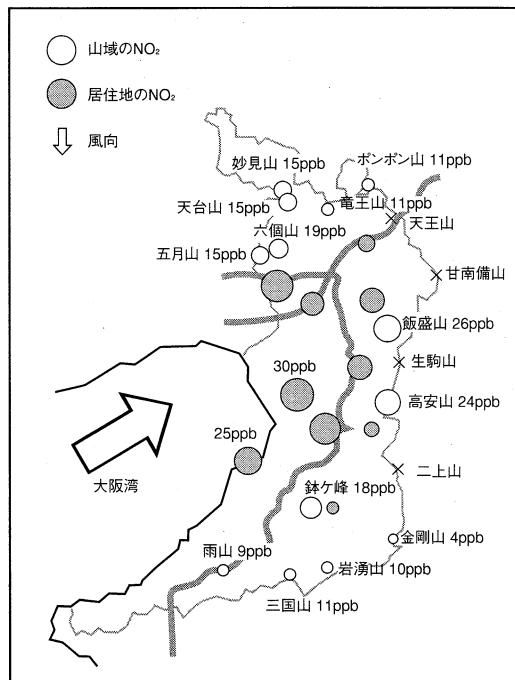 山域のNO₂
居住地のNO₂
風向
妙見山 15ppb
ポンポン山 11ppb
天台山 15ppb
竜王山 11ppb
天王山
六個山 19ppb
五月山 15ppb
甘南備山
飯盛山 26ppb
生駒山
30ppb
高安山 24ppb
25ppb
大阪湾
二上山
鉢ケ峰 18ppb
金剛山 4ppb
雨山 9ppb
岩湧山 10ppb
三国山 11ppb